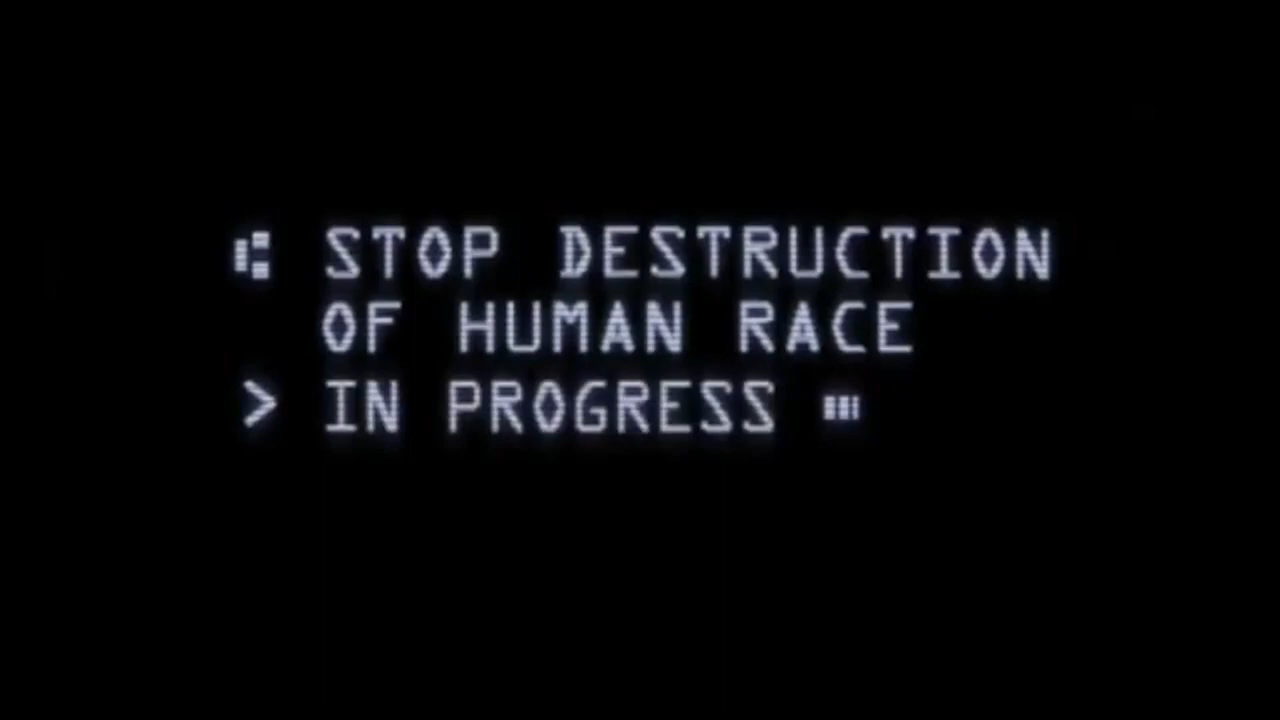 STOP DESTRUCTION
OF HUMAN RACE
> IN PROGRESS